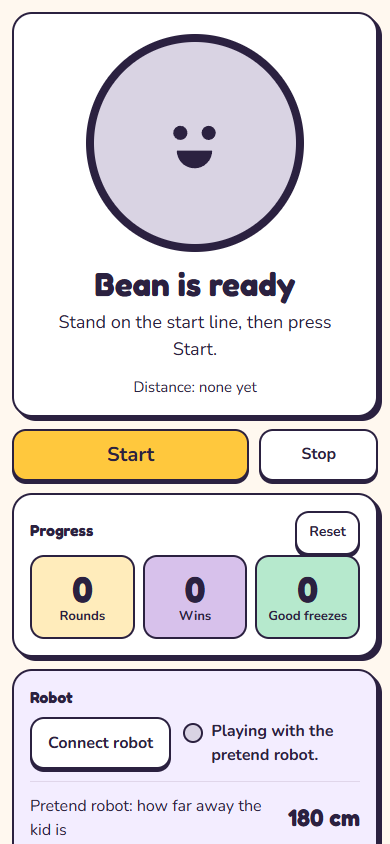 Bean is ready
Stand on the start line, then press
Start.
Distance: none yet
Start
Stop
Progress
Reset
0
Rounds
0
Wins
0
Good freezes
Robot
Connect robot
Playing with the
pretend robot.
Pretend robot: how far away the
kid is
180 cm